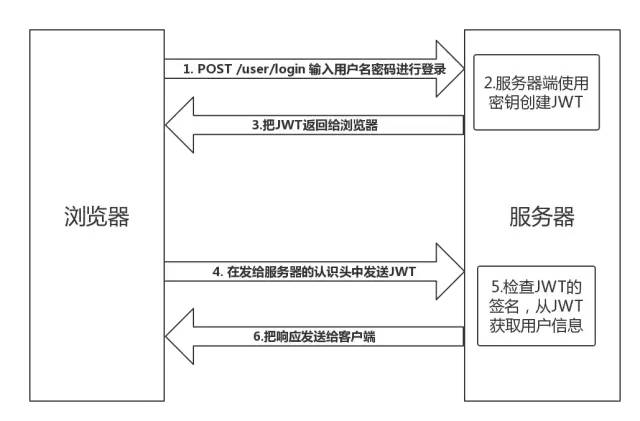 1. POST /user/login 输入用户名密码进行登录
2.服务器端使用
密钥创建JWT
3.把JWT返回给浏览器
浏览器
服务器
4. 在发给服务器的认识头中发送JWT
5.检查JWT的
签名，从JWT
获取用户信息
6.把响应发送给客户端